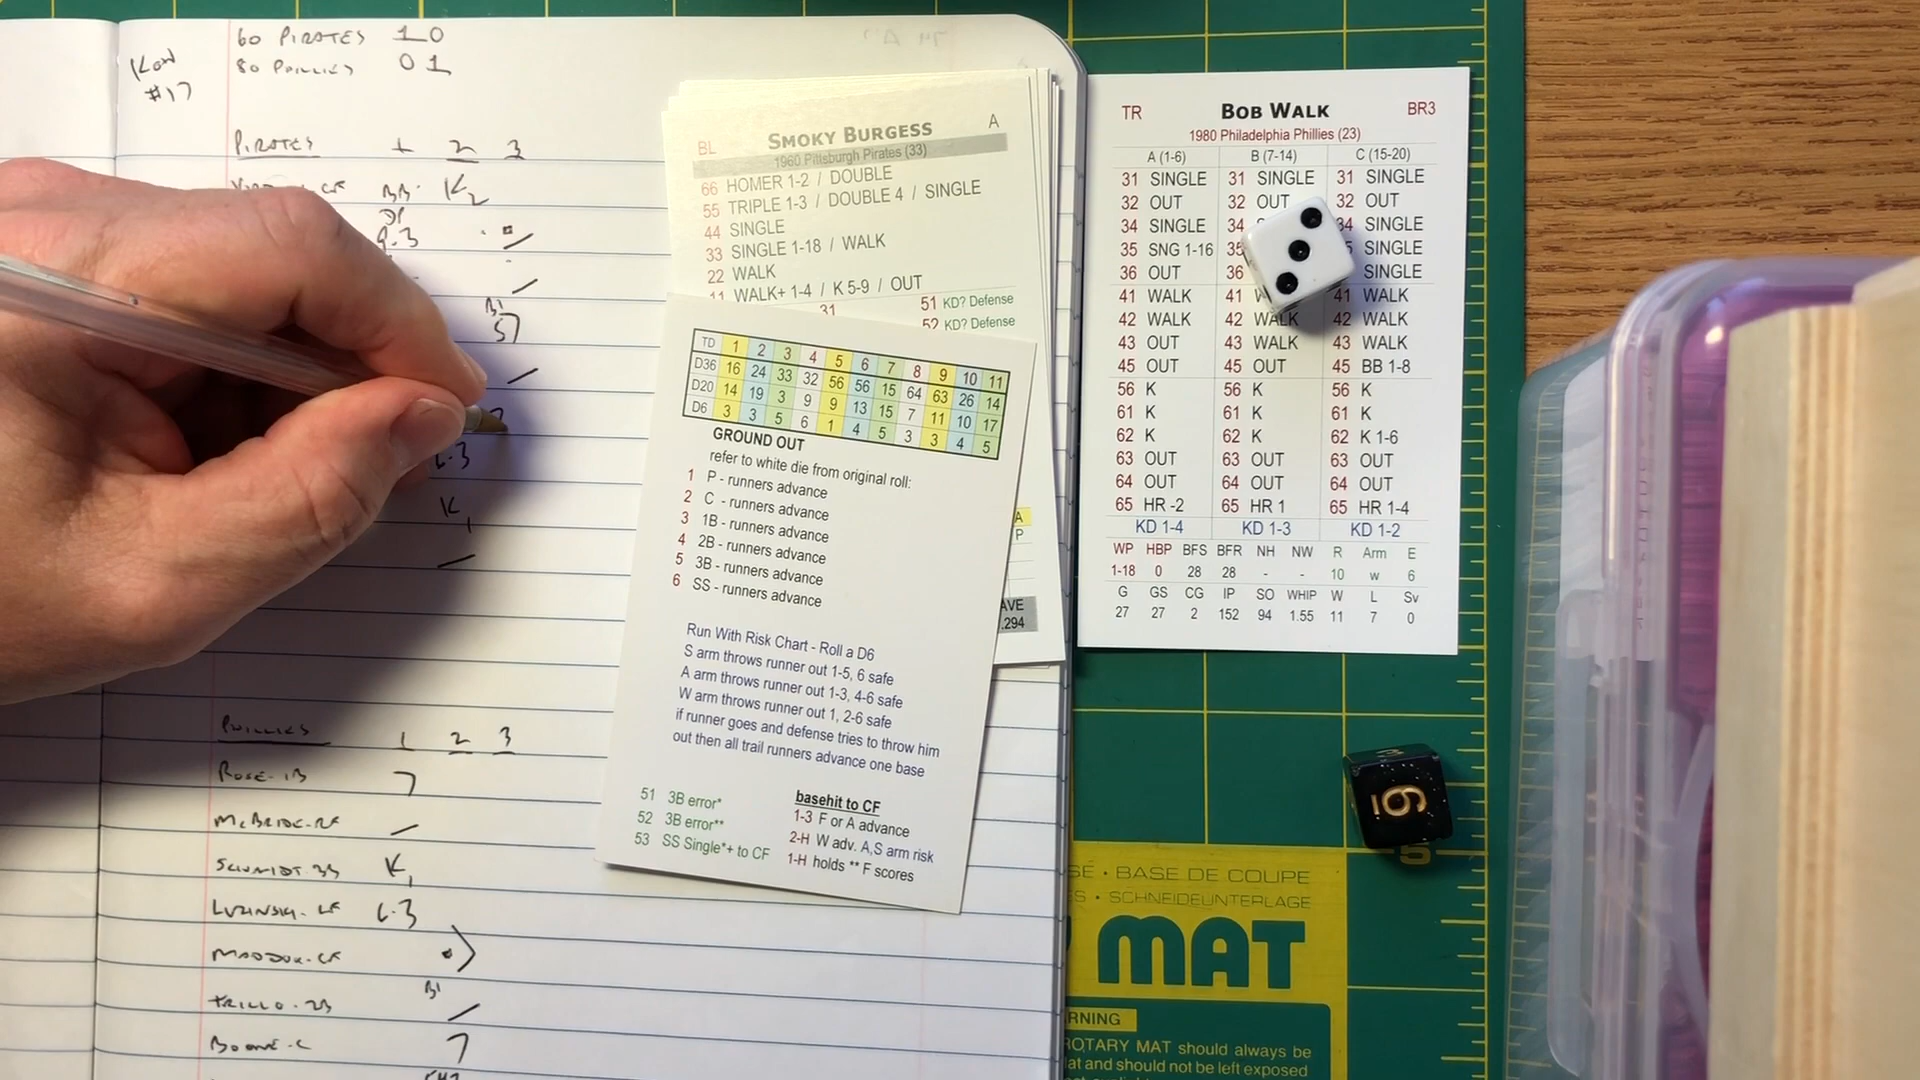 60 PIRATES 1 0
80 PHILLIES 0 1
#17
PIRATES 1 2 3
BB K2
9.3
B1
57
K1
PHILLIES 1 2 3
ROSE-1B 7
McBRIDE-RF
SCHMIDT-3B K1
LUZINSKI-LF 6.3
MADDOX-CF
B1
TRILLO-2B
BOONE-C 7
BL SMOKY BURGESS A
1960 Pittsburgh Pirates (33)
66 HOMER 1-2 / DOUBLE
55 TRIPLE 1-3 / DOUBLE 4 / SINGLE
44 SINGLE
33 SINGLE 1-18 / WALK
22 WALK
11 WALK+ 1-4 / K 5-9 / OUT
31 51 KD? Defense
52 KD? Defense
A
P
AVE
.294
TD 1 2 3 4 5 6 7 8 9 10 11
D36 16 24 33 32 56 56 15 64 63 26 14
D20 14 19 3 9 9 13 15 7 11 10 17
D6 3 3 5 6 1 4 5 3 3 4 5
GROUND OUT
refer to white die from original roll:
1 P - runners advance
2 C - runners advance
3 1B - runners advance
4 2B - runners advance
5 3B - runners advance
6 SS - runners advance
Run With Risk Chart - Roll a D6
S arm throws runner out 1-5, 6 safe
A arm throws runner out 1-3, 4-6 safe
W arm throws runner out 1, 2-6 safe
if runner goes and defense tries to throw him
out then all trail runners advance one base
51 3B error*
52 3B error**
53 SS Single*+ to CF
basehit to CF
1-3 F or A advance
2-H W adv. A,S arm risk
1-H holds ** F scores
TR BOB WALK BR3
1980 Philadelphia Phillies (23)
A (1-6) B (7-14) C (15-20)
31 SINGLE 31 SINGLE 31 SINGLE
32 OUT 32 OUT 32 OUT
34 SINGLE 34 34 SINGLE
35 SNG 1-16 35 SINGLE
36 OUT 36 SINGLE
41 WALK 41 41 WALK
42 WALK 42 WALK 42 WALK
43 OUT 43 WALK 43 WALK
45 OUT 45 OUT 45 BB 1-8
56 K 56 K 56 K
61 K 61 K 61 K
62 K 62 K 62 K 1-6
63 OUT 63 OUT 63 OUT
64 OUT 64 OUT 64 OUT
65 HR -2 65 HR 1 65 HR 1-4
KD 1-4 KD 1-3 KD 1-2
WP HBP BFS BFR NH NW R Arm E
1-18 0 28 28 - - 10 w 6
G GS CG IP SO WHIP W L Sv
27 27 2 152 94 1.55 11 7 0
6
5
SÉ • BASE DE COUPE
ES • SCHNEIDEUNTERLAGE
MAT
RNING
ROTARY MAT should always be
lat and should not be left exposed